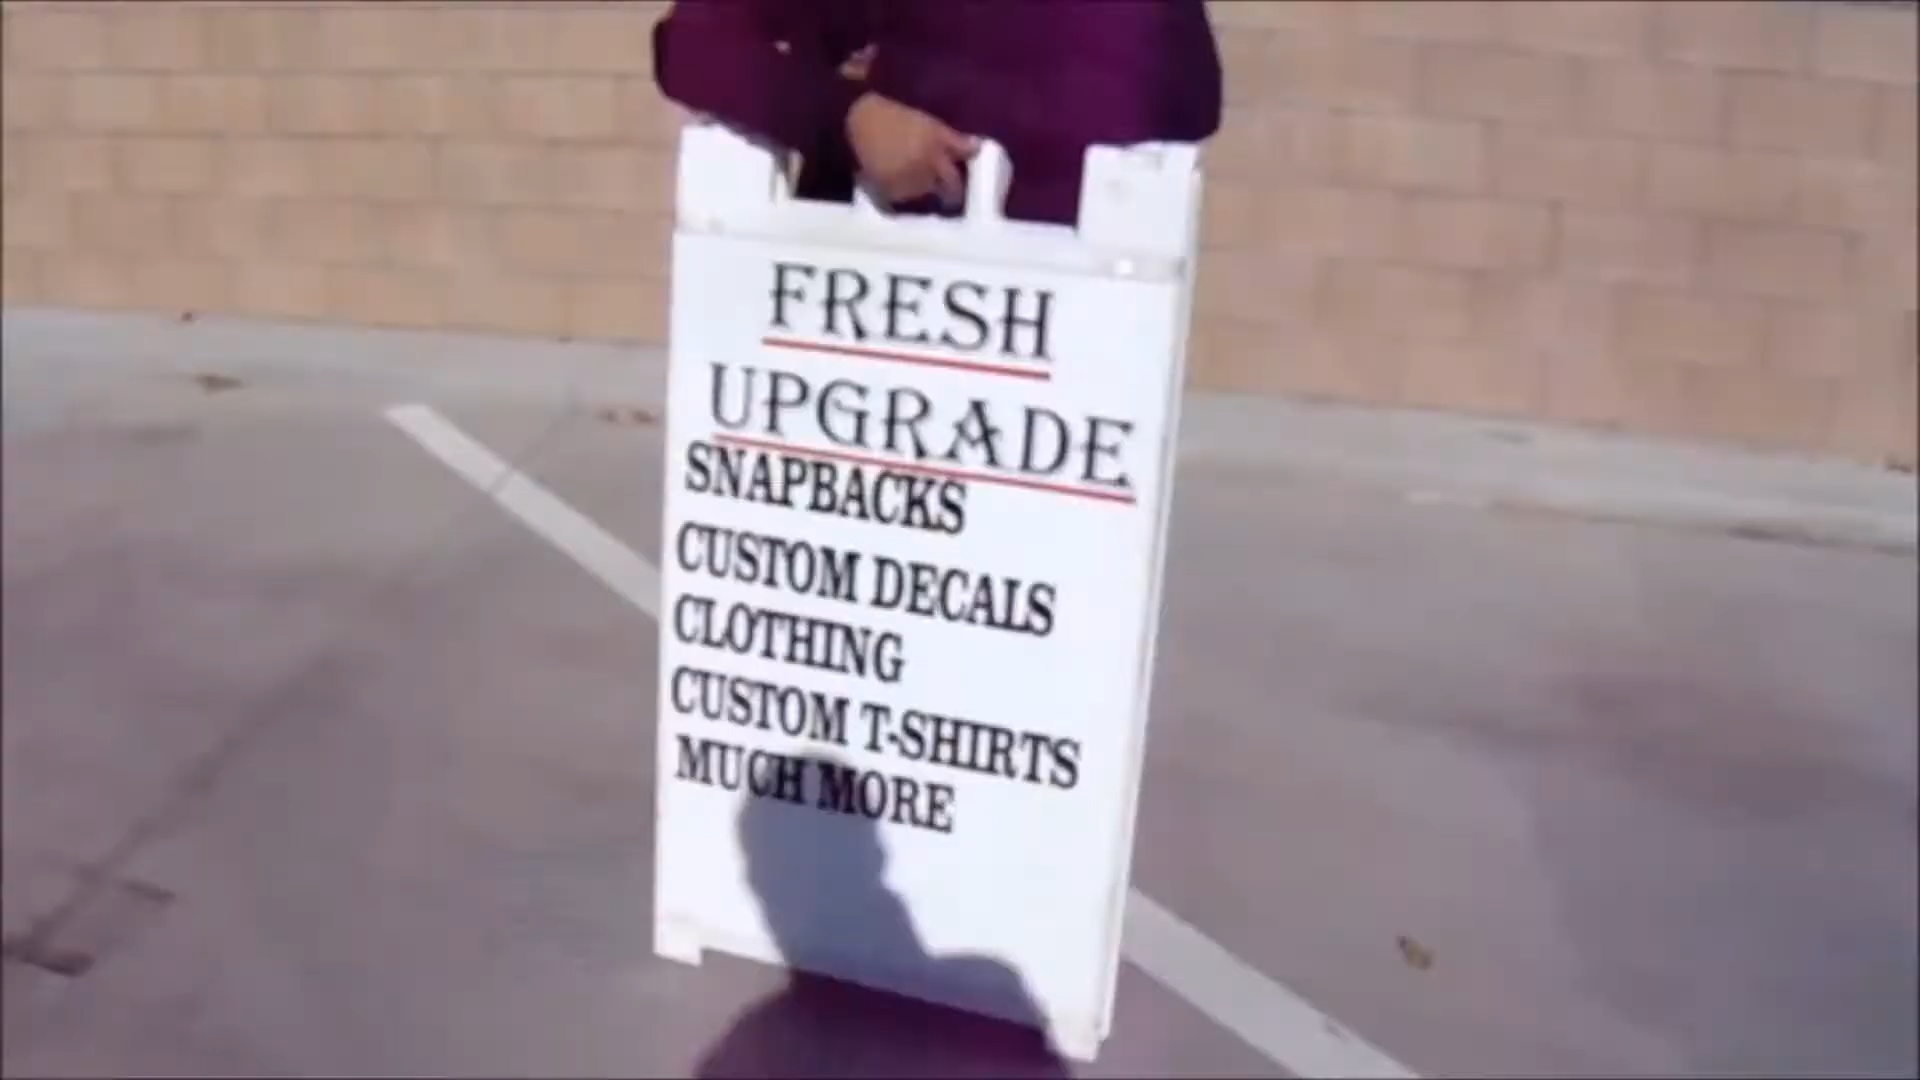 FRESH
UPGRADE
SNAPBACKS
CUSTOM DECALS
CLOTHING
CUSTOM T-SHIRTS
MUCH MORE